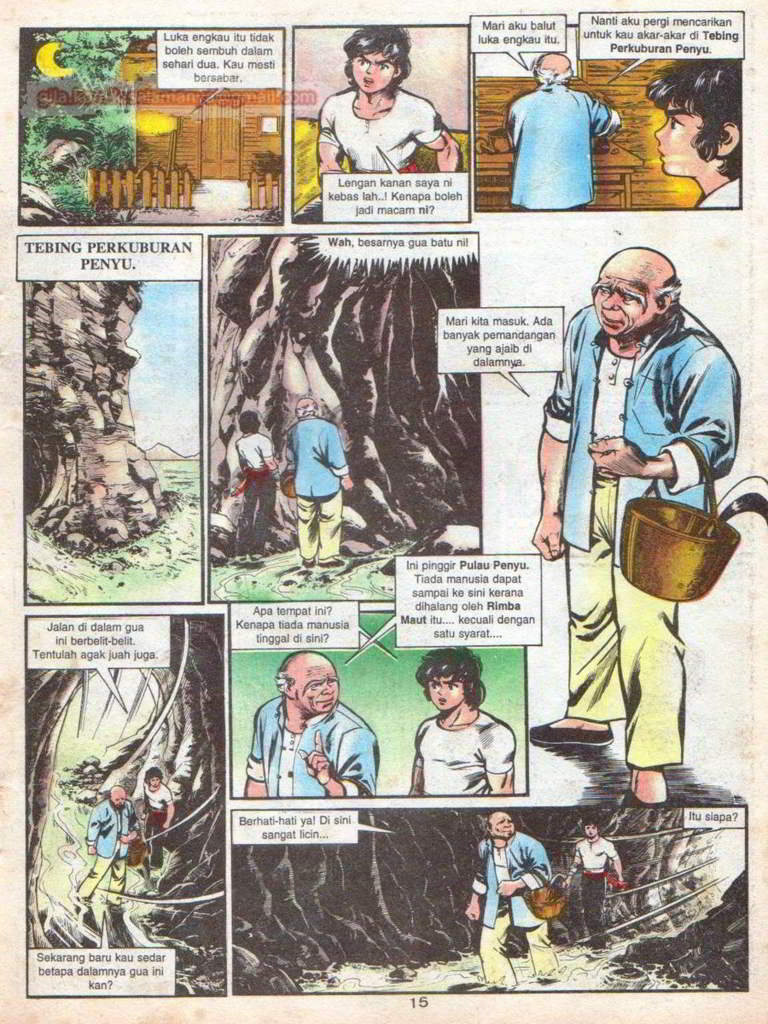 Luka engkau itu tidak
boleh sembuh dalam
sehari dua. Kau mesti
bersabar.
Lengan kanan saya ni
kebas lah..! Kenapa boleh
jadi macam ni?
Mari aku balut
luka engkau itu.
Nanti aku pergi mencarikan
untuk kau akar-akar di Tebing
Perkuburan Penyu.
TEBING PERKUBURAN
PENYU.
Wah, besarnya gua batu ni!
Mari kita masuk. Ada
banyak pemandangan
yang ajaib di
dalamnya.
Jalan di dalam gua
ini berbelit-belit.
Tentulah agak juah juga.
Sekarang baru kau sedar
betapa dalamnya gua ini
kan?
Apa tempat ini?
Kenapa tiada manusia
tinggal di sini?
Ini pinggir Pulau Penyu.
Tiada manusia dapat
sampai ke sini kerana
dihalang oleh Rimba
Maut itu.... kecuali dengan
satu syarat....
Berhati-hati ya! Di sini
sangat licin...
Itu siapa?
15